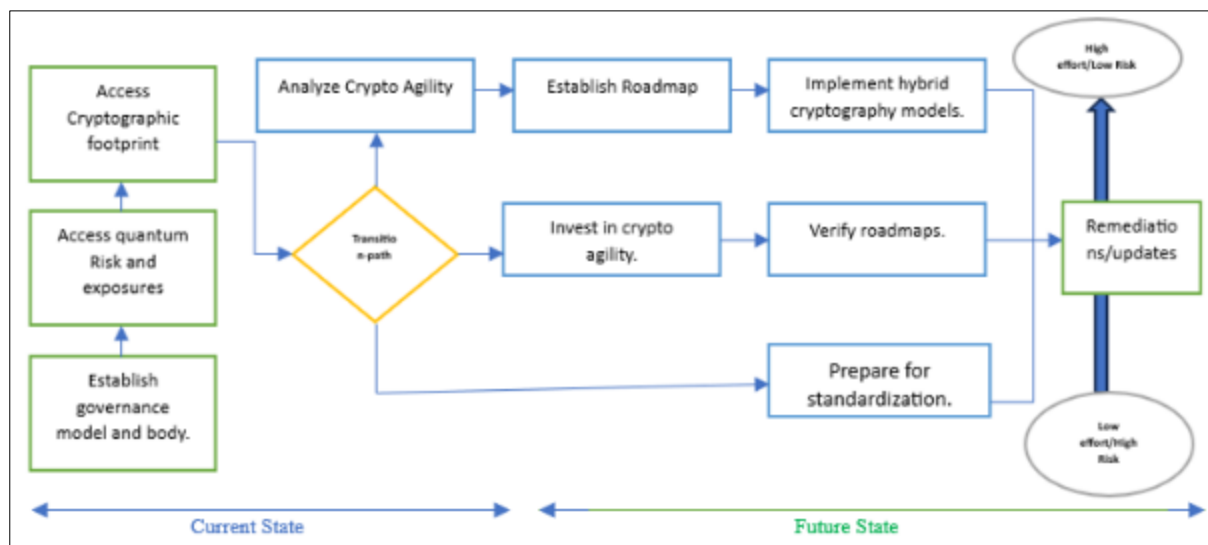 Access
Cryptographic
footprint
Access quantum
Risk and
exposures
Establish
governance
model and body.
Transitio
n-path
Analyze Crypto Agility
Establish Roadmap
Implement hybrid
cryptography models.
Invest in crypto
agility.
Verify roadmaps.
Prepare for
standardization.
High
effort/Low Risk
Remediatio
ns/updates
Low
effort/High
Risk
Current State
Future State